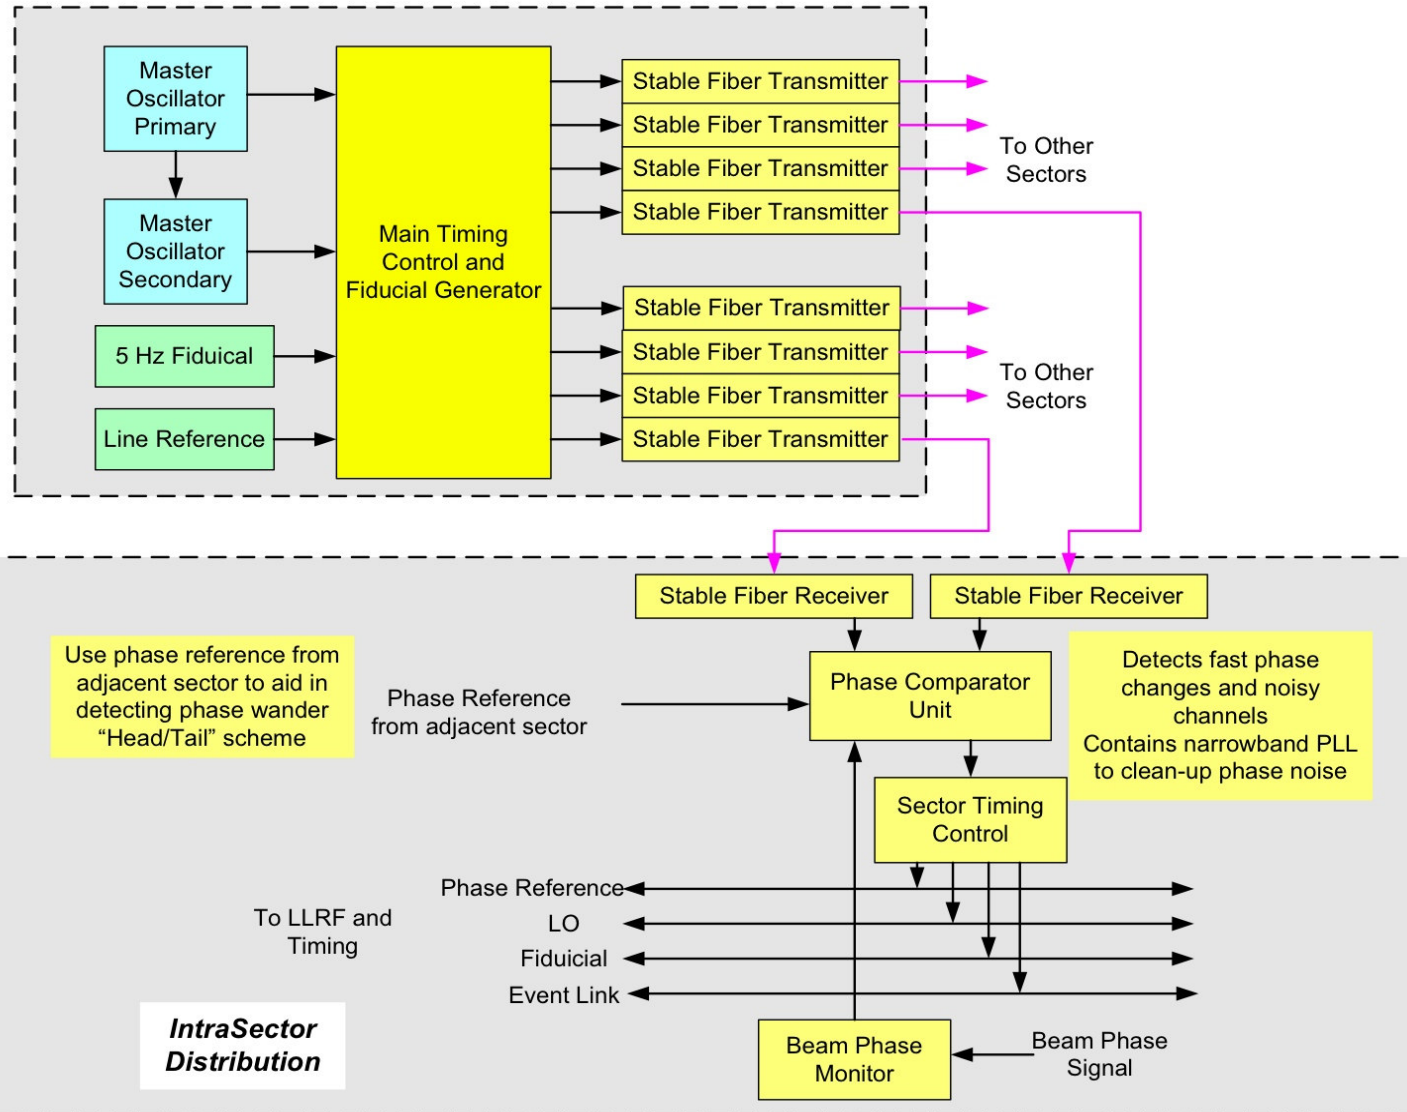 Master
Oscillator
Primary
Master
Oscillator
Secondary
5 Hz Fiduical
Line Reference
Main Timing
Control and
Fiducial Generator
Stable Fiber Transmitter
Stable Fiber Transmitter
Stable Fiber Transmitter
Stable Fiber Transmitter
To Other
Sectors
Stable Fiber Transmitter
Stable Fiber Transmitter
Stable Fiber Transmitter
Stable Fiber Transmitter
To Other
Sectors
Stable Fiber Receiver
Stable Fiber Receiver
Use phase reference from
adjacent sector to aid in
detecting phase wander
“Head/Tail” scheme
Phase Reference
from adjacent sector
Phase Comparator
Unit
Detects fast phase
changes and noisy
channels
Contains narrowband PLL
to clean-up phase noise
Sector Timing
Control
To LLRF and
Timing
Phase Reference
LO
Fiduicial
Event Link
IntraSector
Distribution
Beam Phase
Monitor
Beam Phase
Signal